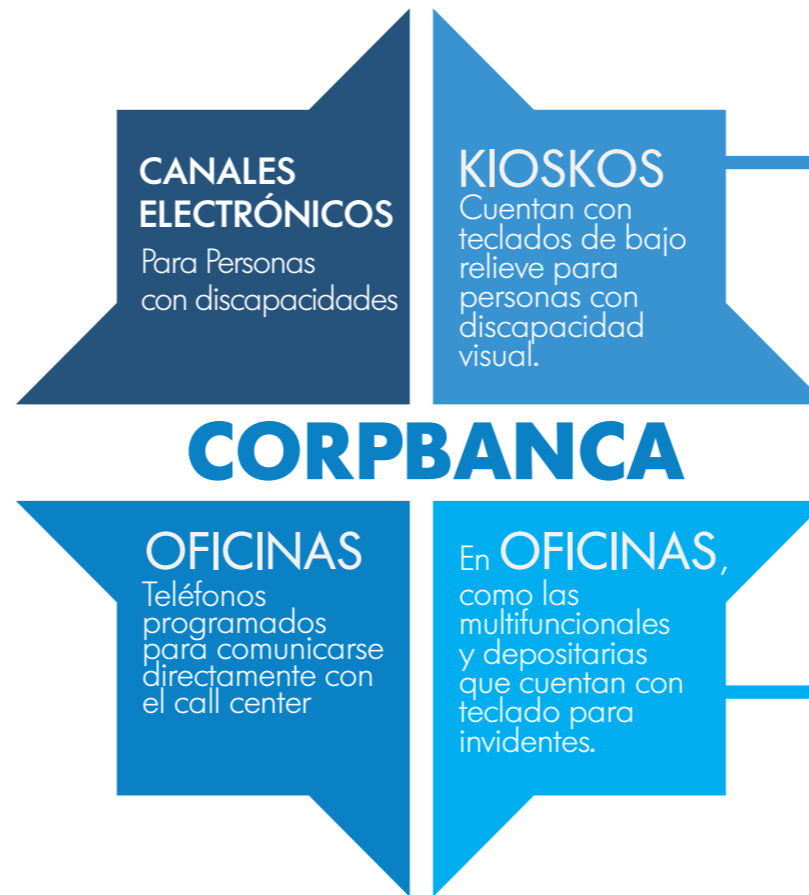 CANALES
ELECTRÓNICOS
Para Personas
con discapacidades
KIOSKOS
Cuentan con
teclados de bajo
relieve para
personas con
discapacidad
visual.
CORPBANCA
OFICINAS
Teléfonos
programados
para comunicarse
directamente con
el call center
En OFICINAS,
como las
multifuncionales
y depositarias
que cuentan con
teclado para
invidentes.